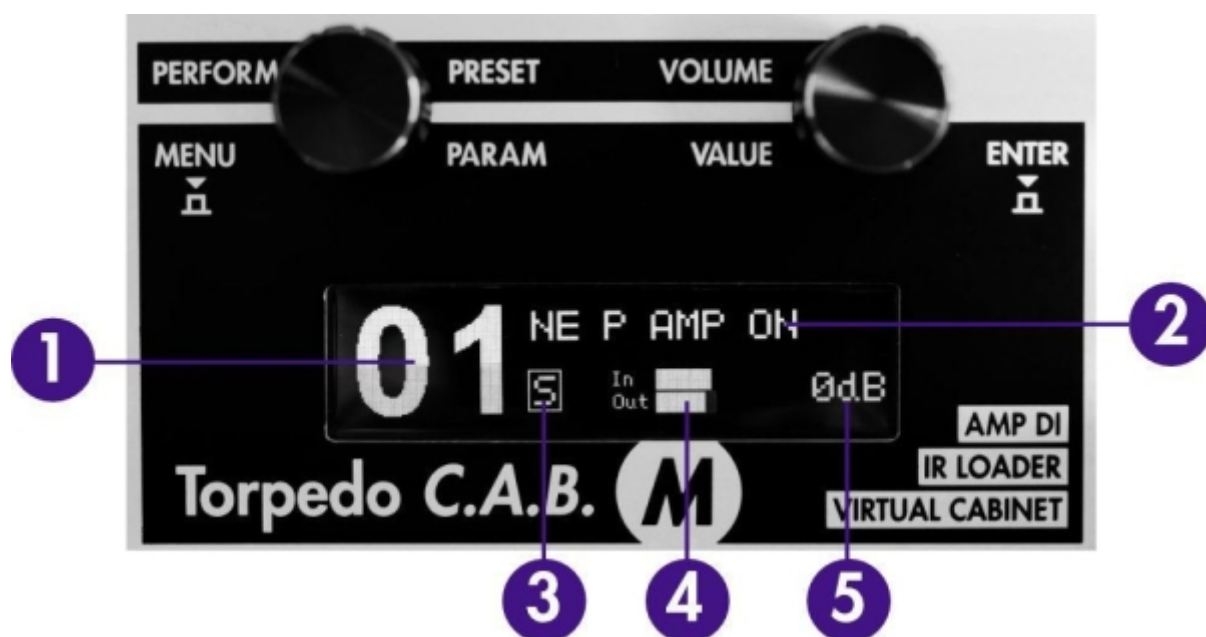 PERFORM PRESET VOLUME
MENU PARAM VALUE ENTER
01 NE P AMP ON
S In 0dB
Out
AMP DI
IR LOADER
VIRTUAL CABINET
Torpedo C.A.B. M
1
2
3 4 5